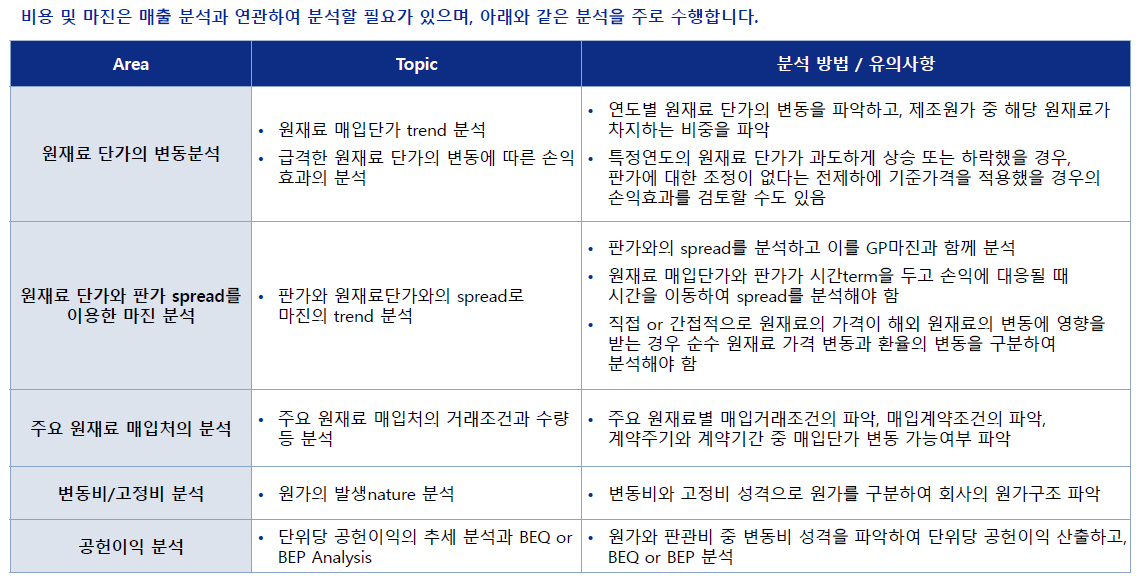 비용 및 마진은 매출 분석과 연관하여 분석할 필요가 있으며, 아래와 같은 분석을 주로 수행합니다.
Area
Topic
분석 방법 / 유의사항
원재료 단가의 변동분석
• 원재료 매입단가 trend 분석
• 급격한 원재료 단가의 변동에 따른 손익
효과의 분석
• 연도별 원재료 단가의 변동을 파악하고, 제조원가 중 해당 원재료가
차지하는 비중을 파악
• 특정연도의 원재료 단가가 과도하게 상승 또는 하락했을 경우,
판가에 대한 조정이 없다는 전제하에 기준가격을 적용했을 경우의
손익효과를 검토할 수도 있음
원재료 단가와 판가 spread를
이용한 마진 분석
• 판가와 원재료단가와의 spread로
마진의 trend 분석
• 판가와의 spread를 분석하고 이를 GP마진과 함께 분석
• 원재료 매입단가와 판가가 시간term을 두고 손익에 대응될 때
시간을 이동하여 spread를 분석해야 함
• 직접 or 간접적으로 원재료의 가격이 해외 원재료의 변동에 영향을
받는 경우 순수 원재료 가격 변동과 환율의 변동을 구분하여
분석해야 함
주요 원재료 매입처의 분석
• 주요 원재료 매입처의 거래조건과 수량
등 분석
• 주요 원재료별 매입거래조건의 파악, 매입계약조건의 파악,
계약주기와 계약기간 중 매입단가 변동 가능여부 파악
변동비/고정비 분석
• 원가의 발생nature 분석
• 변동비와 고정비 성격으로 원가를 구분하여 회사의 원가구조 파악
공헌이익 분석
• 단위당 공헌이익의 추세 분석과 BEQ or
BEP Analysis
• 원가와 판관비 중 변동비 성격을 파악하여 단위당 공헌이익 산출하고,
BEQ or BEP 분석